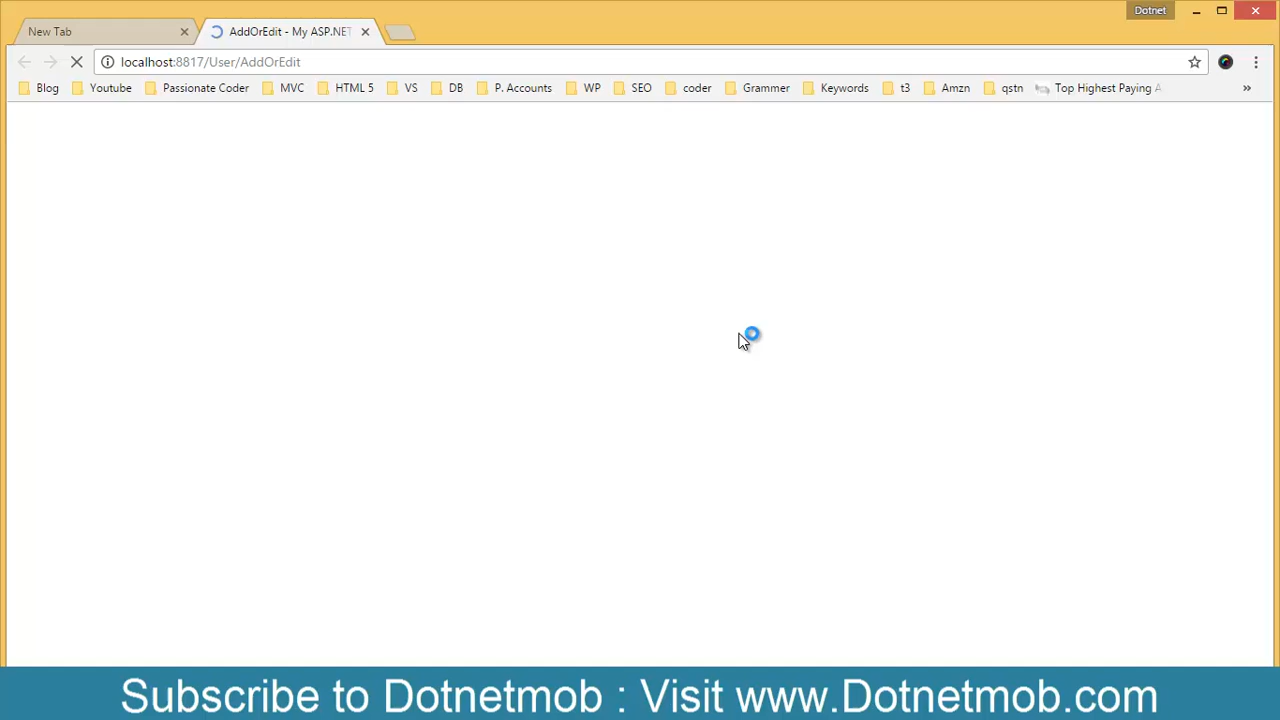 Dotnet
New Tab
AddOrEdit - My ASP.NET
localhost:8817/User/AddOrEdit
Blog Youtube Passionate Coder MVC HTML 5 VS DB P. Accounts WP SEO coder Grammer Keywords t3 Amzn qstn Top Highest Paying A »
Subscribe to Dotnetmob : Visit www.Dotnetmob.com